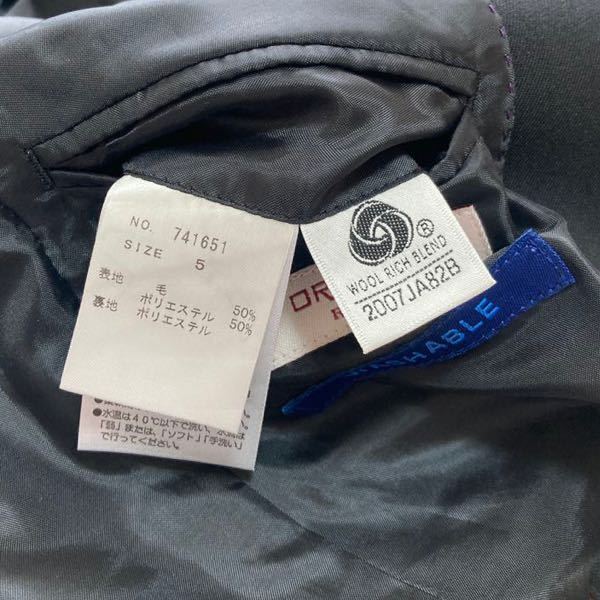 NO. 741651
SIZE 5
表地
毛 50%
ポリエステル 50%
裏地 ポリエステル
●水温は40℃以下で洗い、
「弱」または、「ソフト」「手洗い」
で行ってください。
WOOL RICH BLEND
®
2007JA82B